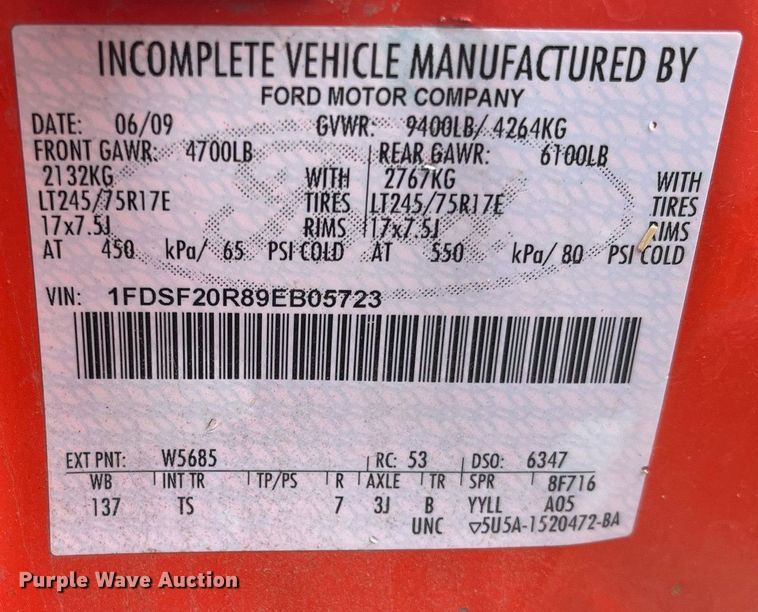 INCOMPLETE VEHICLE MANUFACTURED BY
FORD MOTOR COMPANY
DATE: 06/09 GVWR: 9400LB/ 4264KG
FRONT GAWR: 4700LB REAR GAWR: 6100LB
2132KG WITH 2767KG WITH
LT245/75R17E TIRES LT245/75R17E TIRES
17x7.5J RIMS 17x7.5J RIMS
AT 450 kPa/ 65 PSI COLD AT 550 kPa/ 80 PSI COLD
VIN: 1FDSF20R89EB05723
EXT PNT: W5685 RC: 53 DSO: 6347
WB INT TR TP/PS R AXLE TR SPR 8F716
137 TS 7 3J B YYLL A05
UNC 5U5A-1520472-BA
Purple Wave Auction